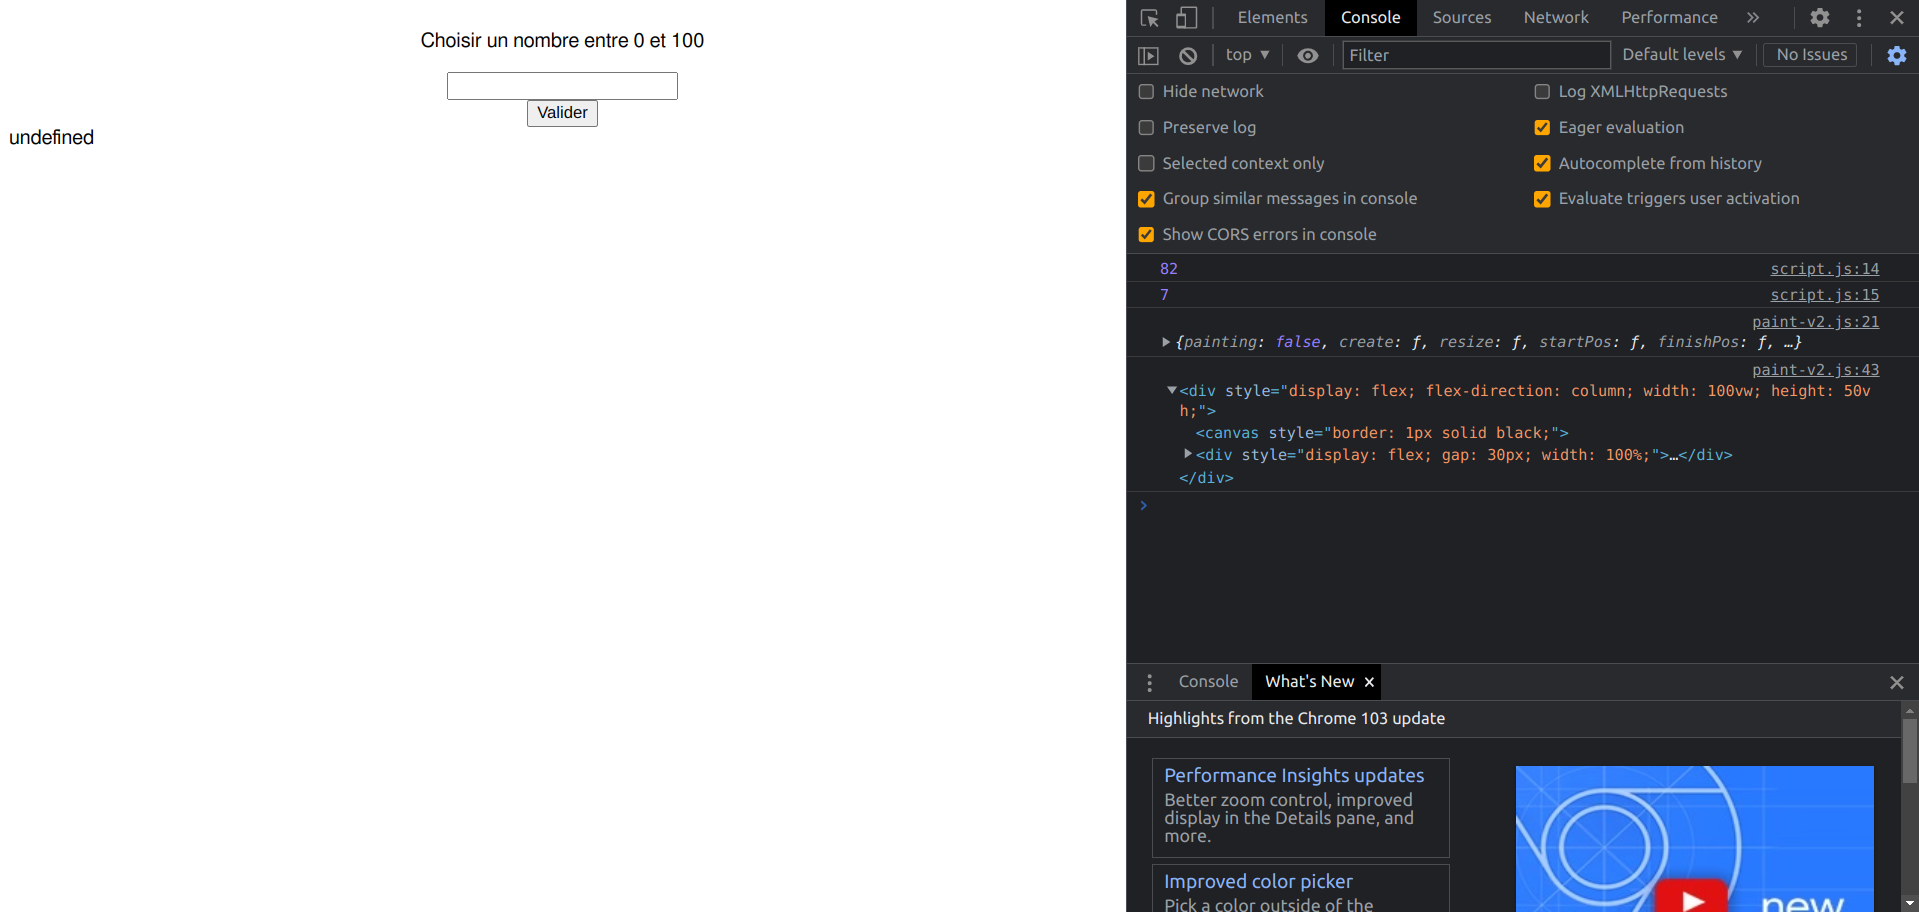 Choisir un nombre entre 0 et 100
Valider
undefined
Elements Console Sources Network Performance
top ▼ Filter Default levels ▼ No Issues
Hide network Log XMLHttpRequests
Preserve log Eager evaluation
Selected context only Autocomplete from history
Group similar messages in console Evaluate triggers user activation
Show CORS errors in console
82 script.js:14
7 script.js:15
paint-v2.js:21
{painting: false, create: ƒ, resize: ƒ, startPos: ƒ, finishPos: ƒ, …}
paint-v2.js:43
<div style="display: flex; flex-direction: column; width: 100vw; height: 50v
h;">
<canvas style="border: 1px solid black;">
<div style="display: flex; gap: 30px; width: 100%;">…</div>
</div>
Console What's New
Highlights from the Chrome 103 update
Performance Insights updates
Better zoom control, improved
display in the Details pane, and
more.
Improved color picker
Pick a color outside of the
new